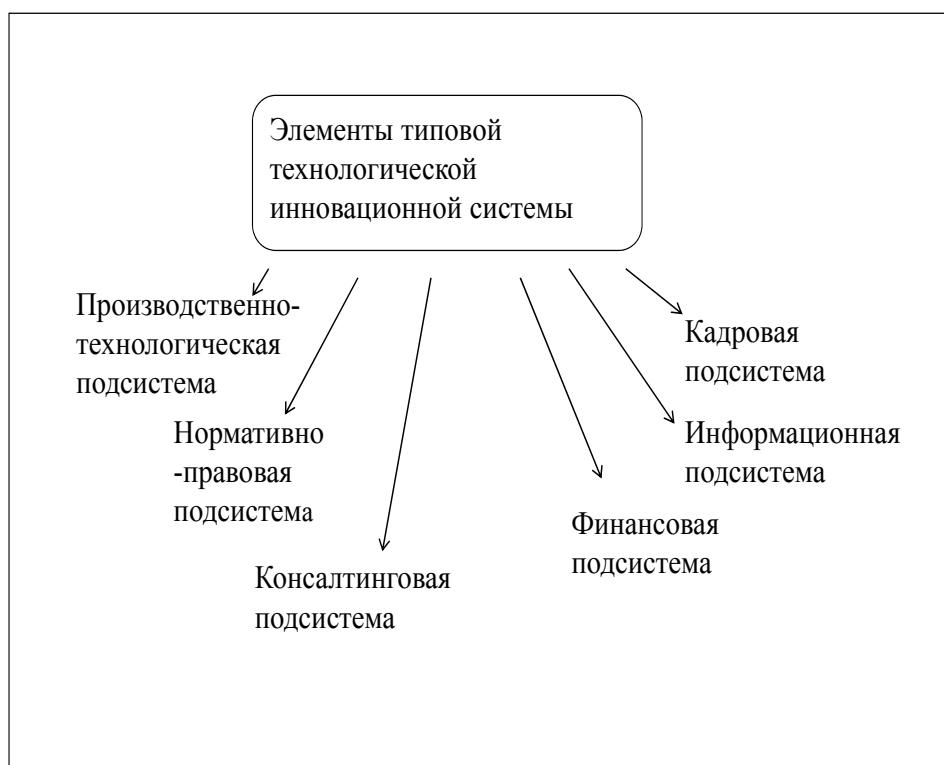 Элементы типовой
технологической
инновационной системы
Производственно-
технологическая
подсистема
Нормативно
-правовая
подсистема
Консалтинговая
подсистема
Финансовая
подсистема
Информационная
подсистема
Кадровая
подсистема